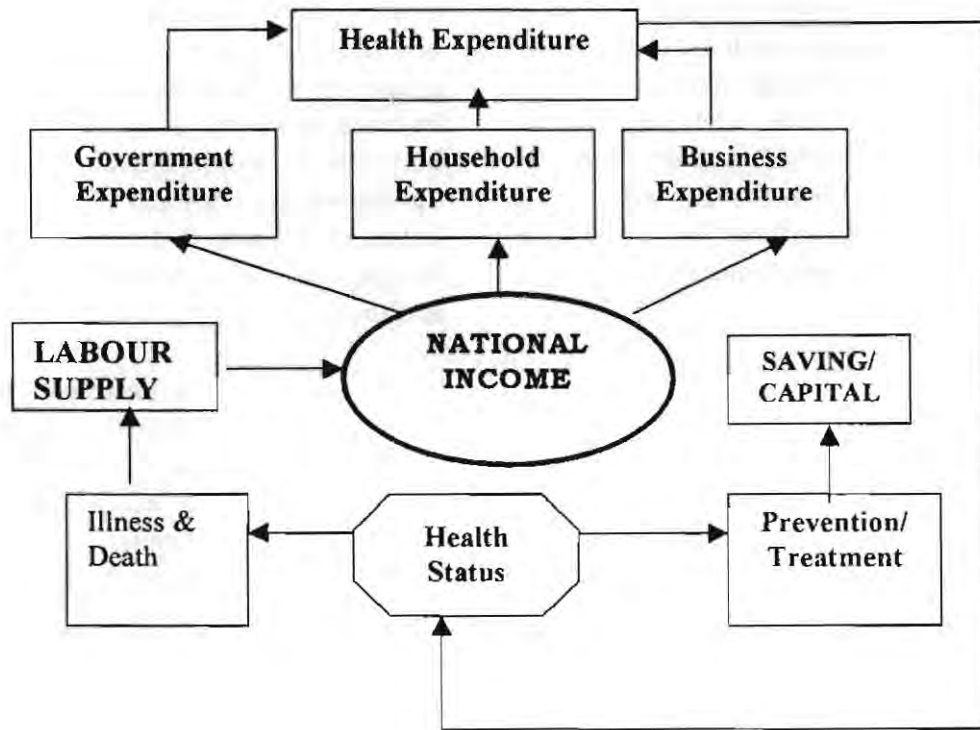 Health Expenditure
Government
Expenditure
Household
Expenditure
Business
Expenditure
LABOUR
SUPPLY
NATIONAL
INCOME
SAVING/
CAPITAL
Illness &
Death
Health
Status
Prevention/
Treatment